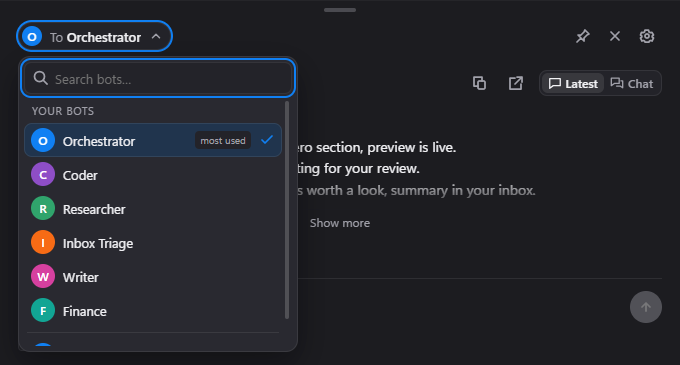 O To Orchestrator
Search bots...
Latest
Chat
YOUR BOTS
O Orchestrator most used
ero section, preview is live.
ting for your review.
C Coder
s worth a look, summary in your inbox.
R Researcher
Show more
I Inbox Triage
W Writer
F Finance